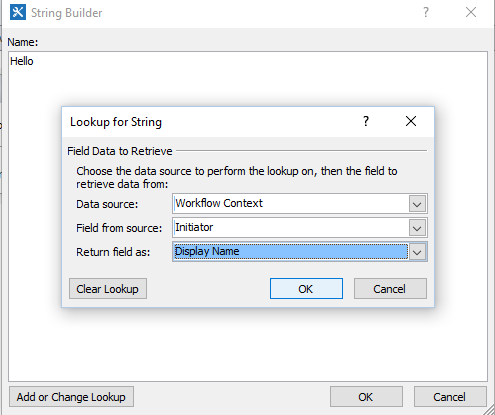 String Builder
?
Name:
Hello
Lookup for String
?
Field Data to Retrieve
Choose the data source to perform the lookup on, then the field to
retrieve data from:
Data source: Workflow Context
Field from source: Initiator
Return field as: Display Name
Clear Lookup OK Cancel
Add or Change Lookup OK Cancel